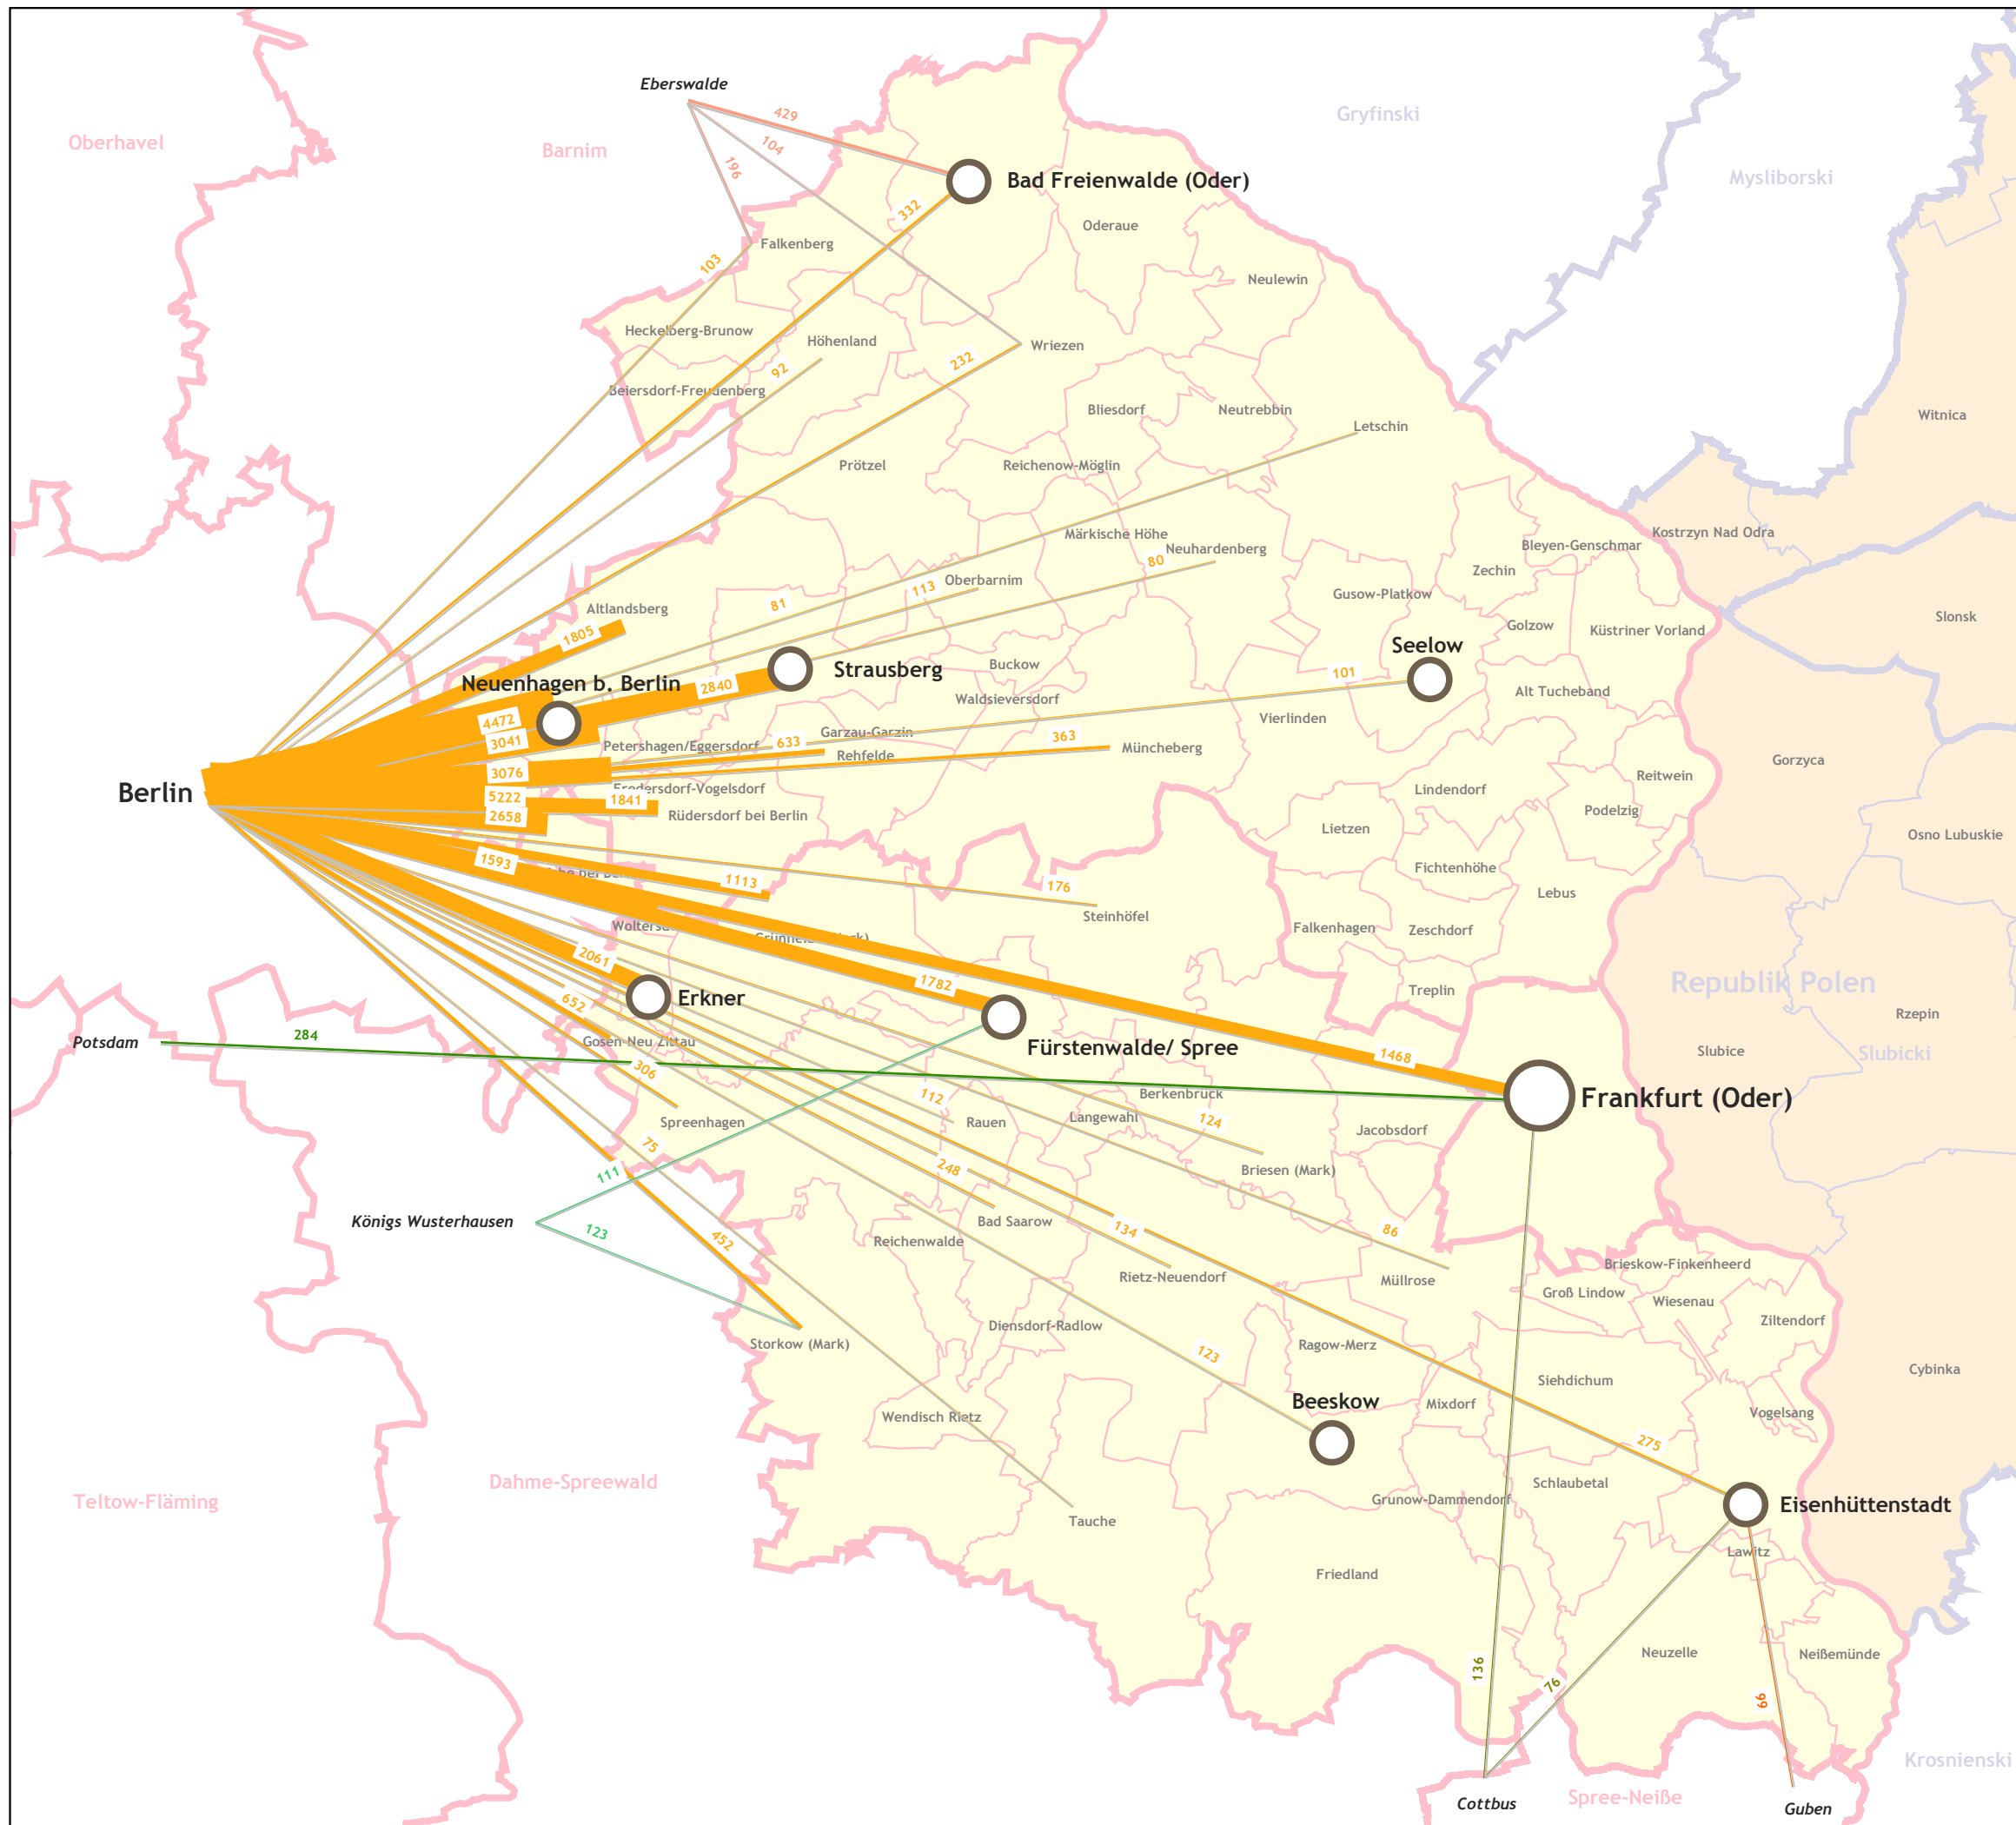 Eberswalde
429
104
196
Gryfinski
Oberhavel
Barnim
Mysliborski
Bad Freienwalde (Oder)
332
Oderaue
Falkenberg
103
Neulewin
Heckelberg-Brunow
Höhenland
Wriezen
232
92
Beiersdorf-Freudenberg
Bliesdorf
Neutrebbin
Letschin
Witnica
Prötzel
Reichenow-Möglin
Märkische Höhe
Neuhardenberg
80
Kostrzyn Nad Odra
Bleyen-Genschmar
Zechin
Oberbarnim
113
Gusow-Platkow
81
Altlandsberg
1805
Slonsk
Golzow
Küstriner Vorland
Seelow
101
Buckow
Strausberg
2840
Neuenhagen b. Berlin
Waldsieversdorf
Alt Tucheband
4472
Vierlinden
3041
Garzau-Garzin
633
363
Petershagen/Eggersdorf
Rehfelde
Müncheberg
Gorzyca
3076
Reitwein
Berlin
Fredersdorf-Vogelsdorf
Lindendorf
5222
1841
2658
Rüdersdorf bei Berlin
Podelzig
Lietzen
Osno Lubuskie
1593
1113
Fichtenhöhe
176
Lebus
Steinhöfel
Falkenhagen
Zeschdorf
2061
1782
Republik Polen
Treplin
Erkner
652
Rzepin
Potsdam
284
Gosen-Neu Zittau
Fürstenwalde/ Spree
1468
Slubice
Slubicki
306
112
Berkenbrück
Frankfurt (Oder)
Spreenhagen
Rauen
Langewahl
124
Jacobsdorf
75
111
248
Briesen (Mark)
Königs Wusterhausen
123
452
Bad Saarow
134
86
Reichenwalde
Rietz-Neuendorf
Müllrose
Brieskow-Finkenheerd
Groß Lindow
Wiesenau
Ziltendorf
Storkow (Mark)
Diensdorf-Radlow
123
Ragow-Merz
Cybinka
Siehdichum
Beeskow
Mixdorf
Vogelsang
Wendisch Rietz
275
Dahme-Spreewald
Teltow-Fläming
Schlaubetal
Grunow-Dammendorf
Eisenhüttenstadt
Tauche
Lawitz
Friedland
Neuzelle
Neißemünde
136
76
66
Krosnienski
Cottbus
Spree-Neiße
Guben